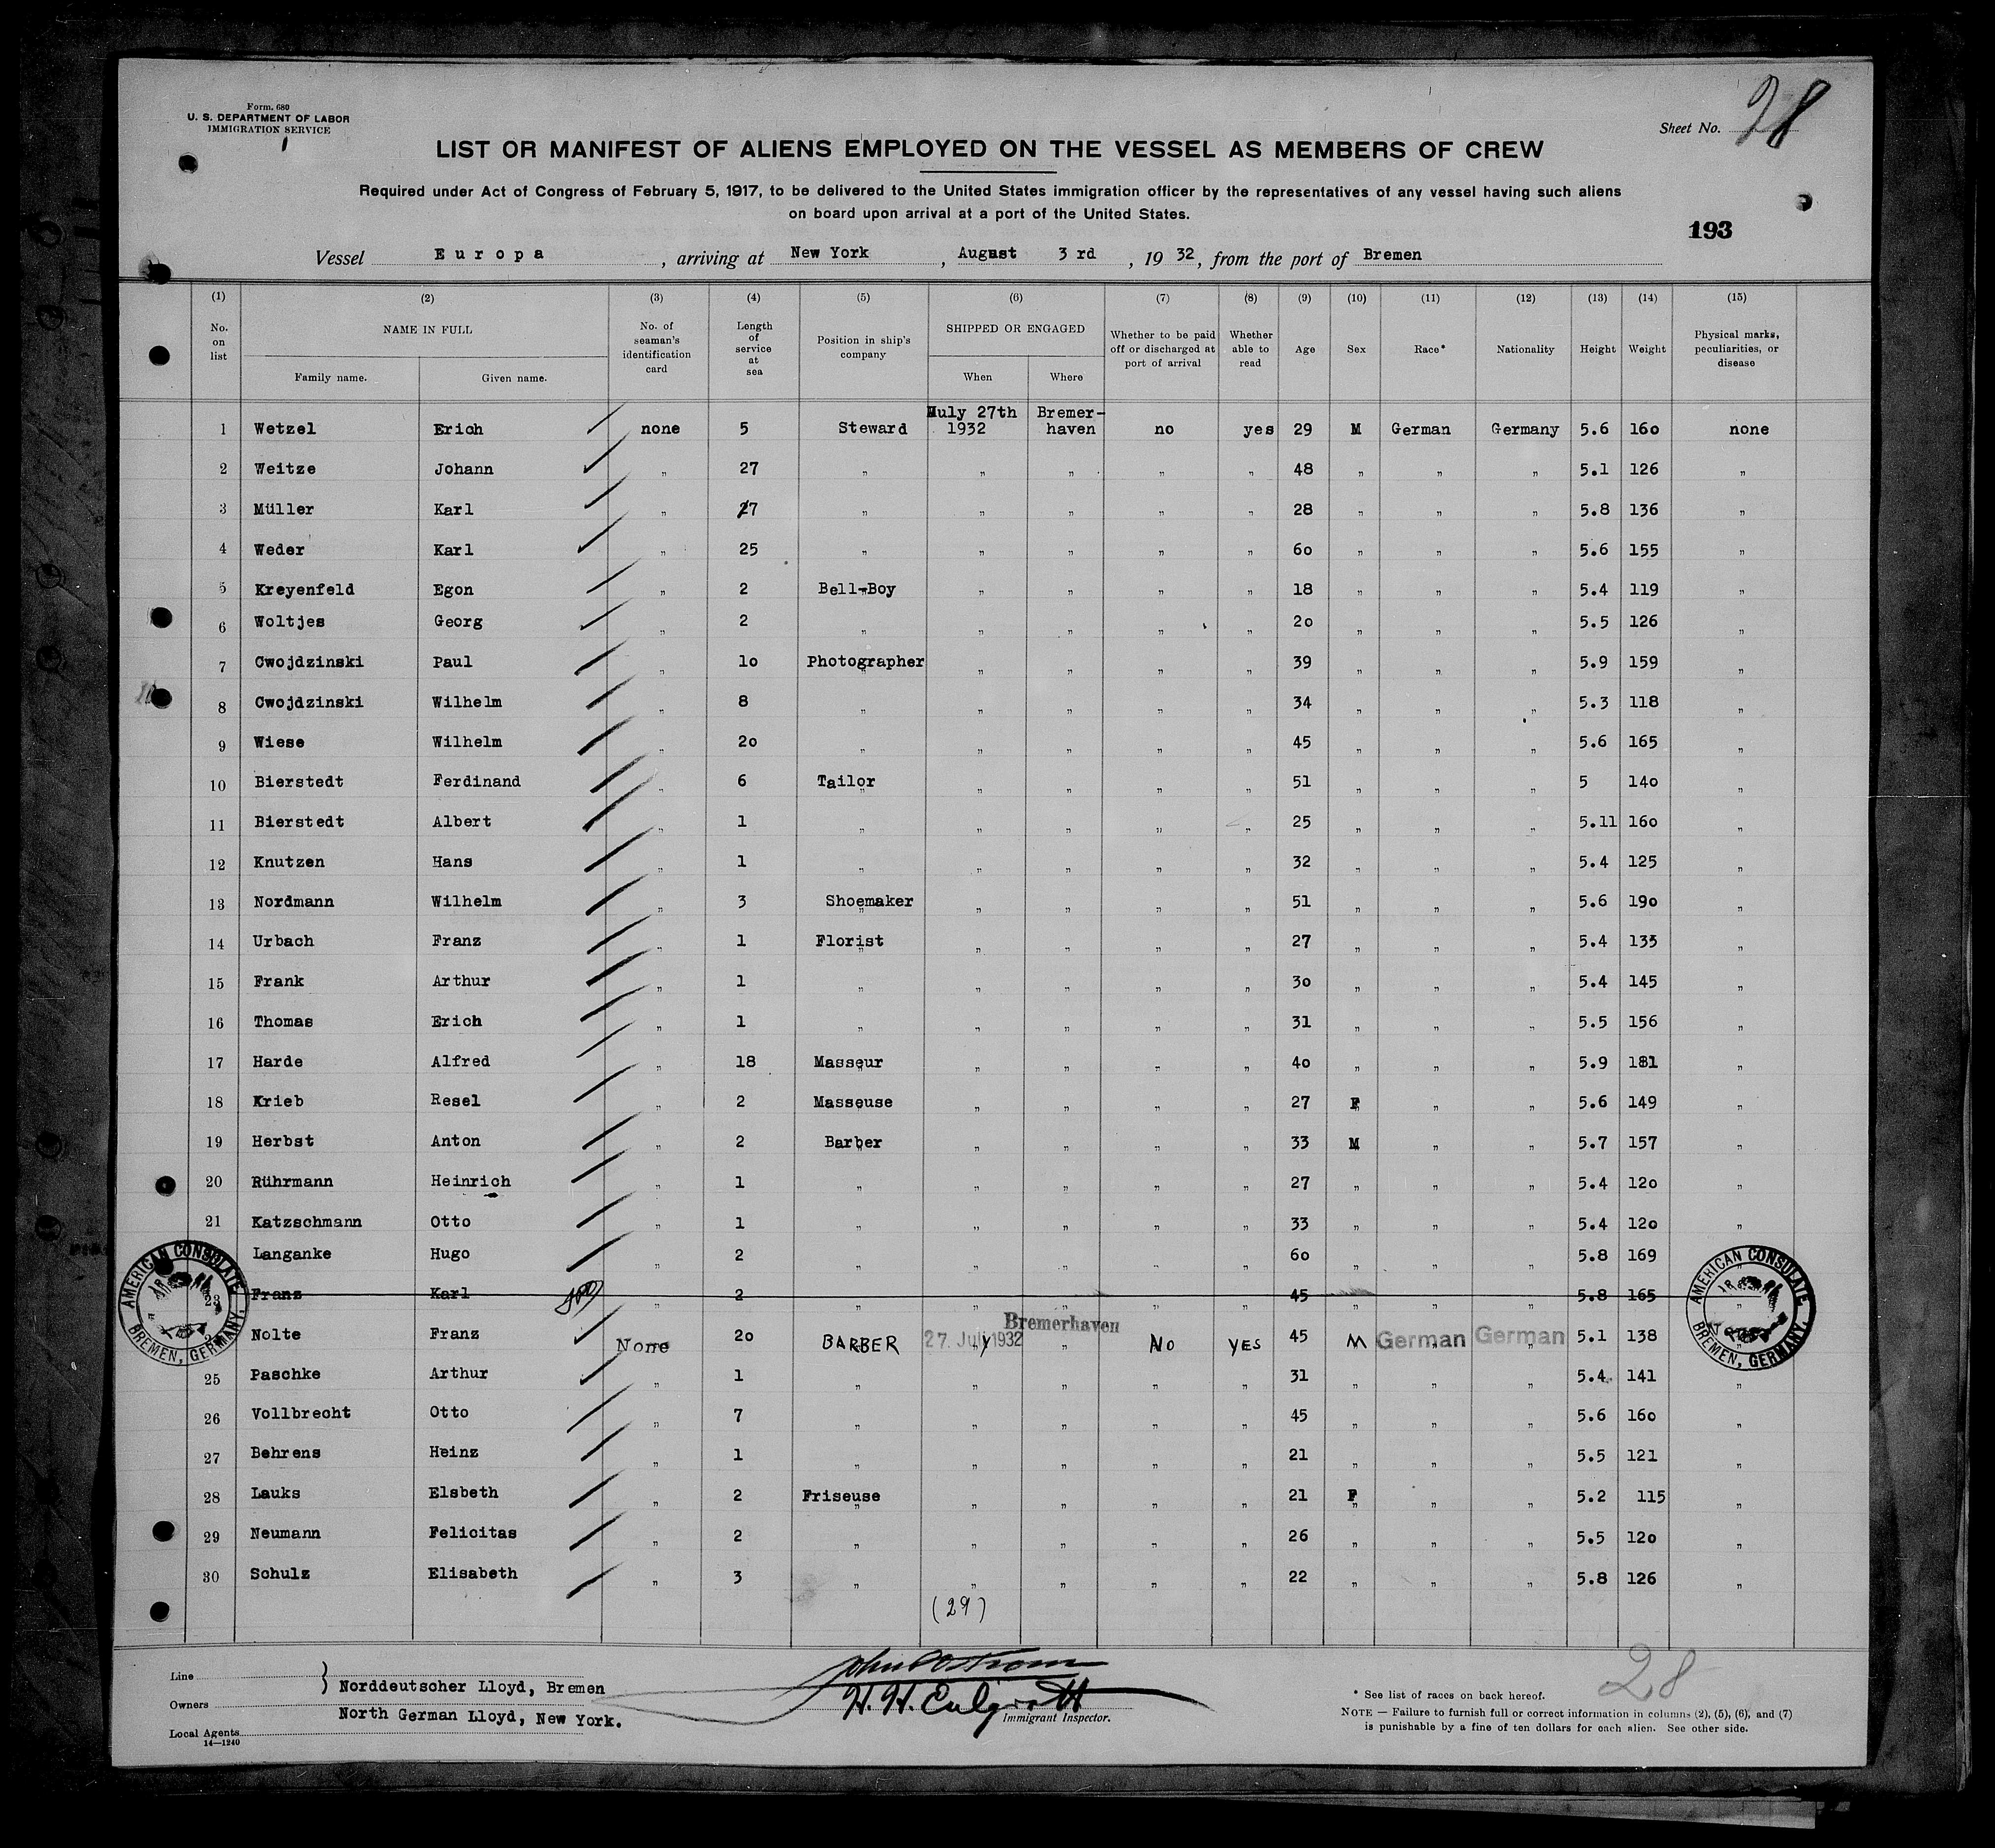 Form. 680
U. S. DEPARTMENT OF LABOR
IMMIGRATION SERVICE
Sheet No. 28
LIST OR MANIFEST OF ALIENS EMPLOYED ON THE VESSEL AS MEMBERS OF CREW
Required under Act of Congress of February 5, 1917, to be delivered to the United States immigration officer by the representatives of any vessel having such aliens
on board upon arrival at a port of the United States.
193
Vessel Europa, arriving at New York, August 3 rd, 19 32, from the port of Bremen
(1) (2) (3) (4) (5) (6) (7) (8) (9) (10) (11) (12) (13) (14) (15)
No. on list NAME IN FULL Family name. Given name. No. of seaman's identification card Length of service at sea Position in ship's company SHIPPED OR ENGAGED When Where Whether to be paid off or discharged at port of arrival Whether able to read Age Sex Race* Nationality Height Weight Physical marks, peculiarities, or disease
1 Wetzel Erich none 5 Steward July 27th 1932 Bremer-haven no yes 29 M German Germany 5.6 160 none
2 Weitze Johann " 27 " " " " " 48 " " " 5.1 126 "
3 Müller Karl " 7 " " " " " 28 " " " 5.8 136 "
4 Weder Karl " 25 " " " " " 60 " " " 5.6 155 "
5 Kreyenfeld Egon " 2 Bell-Boy " " " " 18 " " " 5.4 119 "
6 Woltjes Georg " 2 " " " " " 20 " " " 5.5 126 "
7 Cwojdzinski Paul " 10 Photographer " " " " 39 " " " 5.9 159 "
8 Cwojdzinski Wilhelm " 8 " " " " " 34 " " " 5.3 118 "
9 Wiese Wilhelm " 20 " " " " " 45 " " " 5.6 165 "
10 Bierstedt Ferdinand " 6 Tailor " " " " 51 " " " 5 140 "
11 Bierstedt Albert " 1 " " " " " 25 " " " 5.11 160 "
12 Knutzen Hans " 1 " " " " " 32 " " " 5.4 125 "
13 Nordmann Wilhelm " 3 Shoemaker " " " " 51 " " " 5.6 190 "
14 Urbach Franz " 1 Florist " " " " 27 " " " 5.4 133 "
15 Frank Arthur " 1 " " " " " 30 " " " 5.4 145 "
16 Thomas Erich " 1 " " " " " 31 " " " 5.5 156 "
17 Harde Alfred " 18 Masseur " " " " 40 " " " 5.9 181 "
18 Krieb Resel " 2 Masseuse " " " " 27 F " " 5.6 149 "
19 Herbst Anton " 2 Barber " " " " 33 M " " 5.7 157 "
20 Rührmann Heinrich " 1 " " " " " 27 " " " 5.4 120 "
21 Katzschmann Otto " 1 " " " " " 33 " " " 5.4 120 "
Langanke Hugo " 2 " " " " " 60 " " " 5.8 169 "
23 Franz Karl " 2 " " " " " 45 " " " 5.8 165 "
Nolte Franz None 20 BARBER 27. July 1932 Bremerhaven NO YES 45 M German German 5.1 138
25 Paschke Arthur " 1 " " " " " 31 " " " 5.4 141 "
26 Vollbrecht Otto " 7 " " " " " 45 " " " 5.6 160 "
27 Behrens Heinz " 1 " " " " " 21 " " " 5.5 121 "
28 Lauks Elsbeth " 2 Friseuse " " " " 21 F " " 5.2 115 "
29 Neumann Felicitas " 2 " " " " " 26 " " " 5.5 120 "
30 Schulz Elisabeth " 3 " " " " " 22 " " " 5.8 126 "
(29)
AMERICAN CONSULATE
BREMEN, GERMANY.
AMERICAN CONSULATE
BREMEN, GERMANY.
Line
Owners
Local Agents
Norddeutscher Lloyd, Bremen
North German Lloyd, New York.
14—1240
Immigrant Inspector.
28
* See list of races on back hereof.
NOTE — Failure to furnish full or correct information in columns (2), (5), (6), and (7)
is punishable by a fine of ten dollars for each alien. See other side.